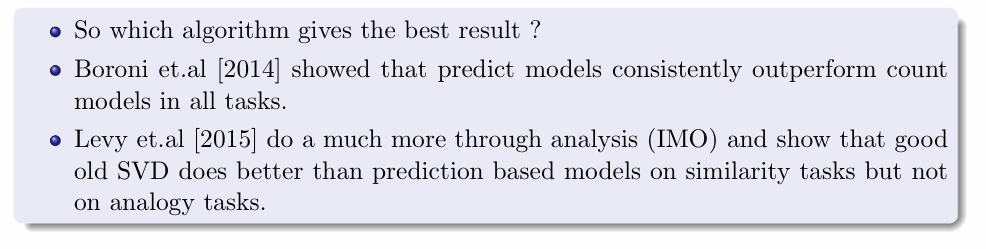 So which algorithm gives the best result ?
Boroni et.al [2014] showed that predict models consistently outperform count
models in all tasks.
Levy et.al [2015] do a much more through analysis (IMO) and show that good
old SVD does better than prediction based models on similarity tasks but not
on analogy tasks.